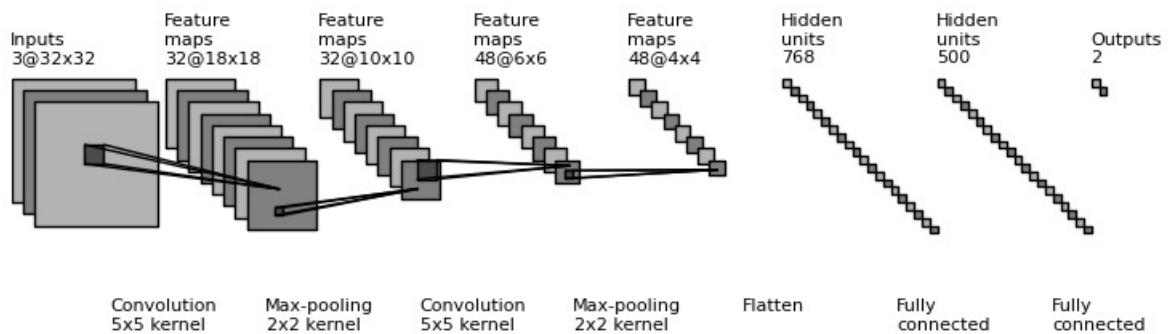 Inputs
3@32x32
Feature
maps
32@18x18
Feature
maps
32@10x10
Feature
maps
48@6x6
Feature
maps
48@4x4
Hidden
units
768
Hidden
units
500
Outputs
2
Convolution
5x5 kernel
Max-pooling
2x2 kernel
Convolution
5x5 kernel
Max-pooling
2x2 kernel
Flatten
Fully
connected
Fully
connected